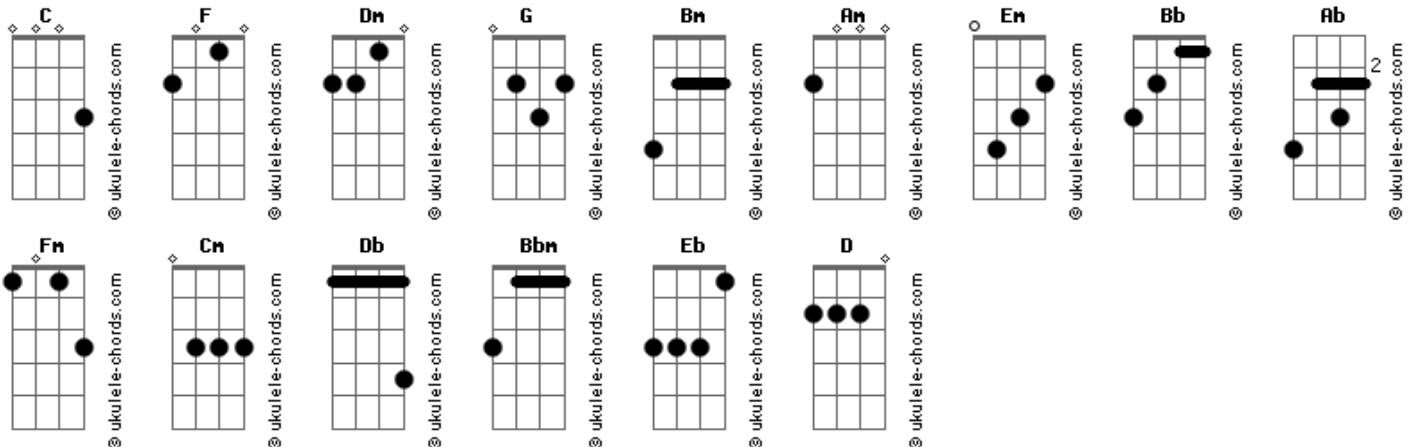 C F Dm G Bm Am Em Bb Ab
2
© ukulele-chords.com © ukulele-chords.com © ukulele-chords.com © ukulele-chords.com © ukulele-chords.com © ukulele-chords.com © ukulele-chords.com © ukulele-chords.com © ukulele-chords.com
Fm Cm Db Bbm Eb D
© ukulele-chords.com © ukulele-chords.com © ukulele-chords.com © ukulele-chords.com © ukulele-chords.com © ukulele-chords.com